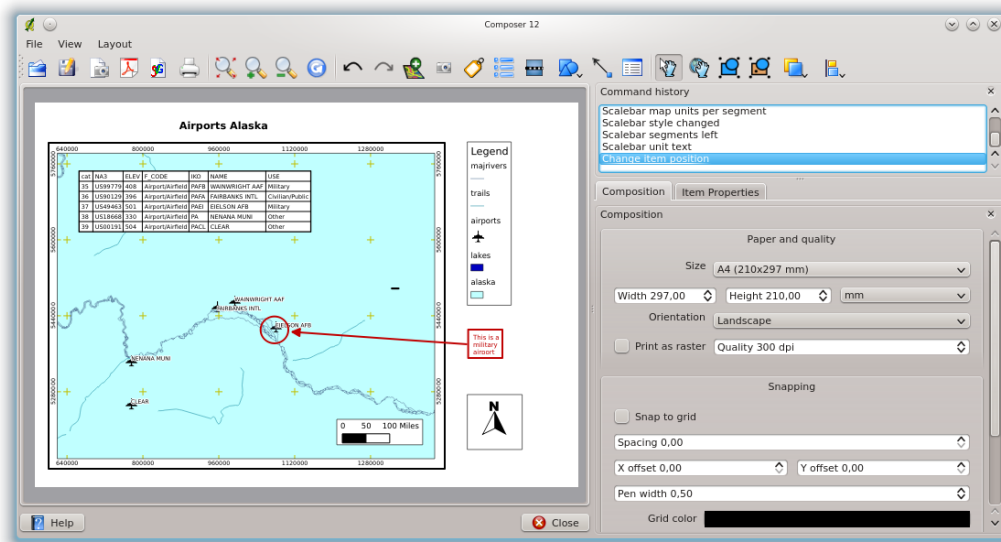 Composer 12
File View Layout
Airports Alaska
640000 800000 960000 1120000 1280000
5760000 5760000
cat NA3 ELEV F_CODE IKO NAME USE
35 US99779 408 Airport/Airfield PAFB WAINWRIGHT AAF Military
36 US90129 396 Airport/Airfield PAFA FAIRBANKS INTL Civilian/Public
37 US49463 501 Airport/Airfield PAEI EIELSON AFB Military
38 US18668 330 Airport/Airfield PA NENANA MUNI Other
39 US00191 504 Airport/Airfield PACL CLEAR Other
5600000 5600000
WAINWRIGHT AAF
FAIRBANKS INTL
5440000 5440000
EIELSON AFB
NENANA MUNI
5280000 5280000
CLEAR
0 50 100 Miles
640000 800000 960000 1120000 1280000
Legend
majrivers
trails
airports
lakes
alaska
This is a
military
airport
N
Help Close
Command history
Scalebar map units per segment
Scalebar style changed
Scalebar segments left
Scalebar unit text
Change item position
Composition Item Properties
Composition
Paper and quality
Size A4 (210x297 mm)
Width 297,00 Height 210,00 mm
Orientation Landscape
Print as raster Quality 300 dpi
Snapping
Snap to grid
Spacing 0,00
X offset 0,00 Y offset 0,00
Pen width 0,50
Grid color